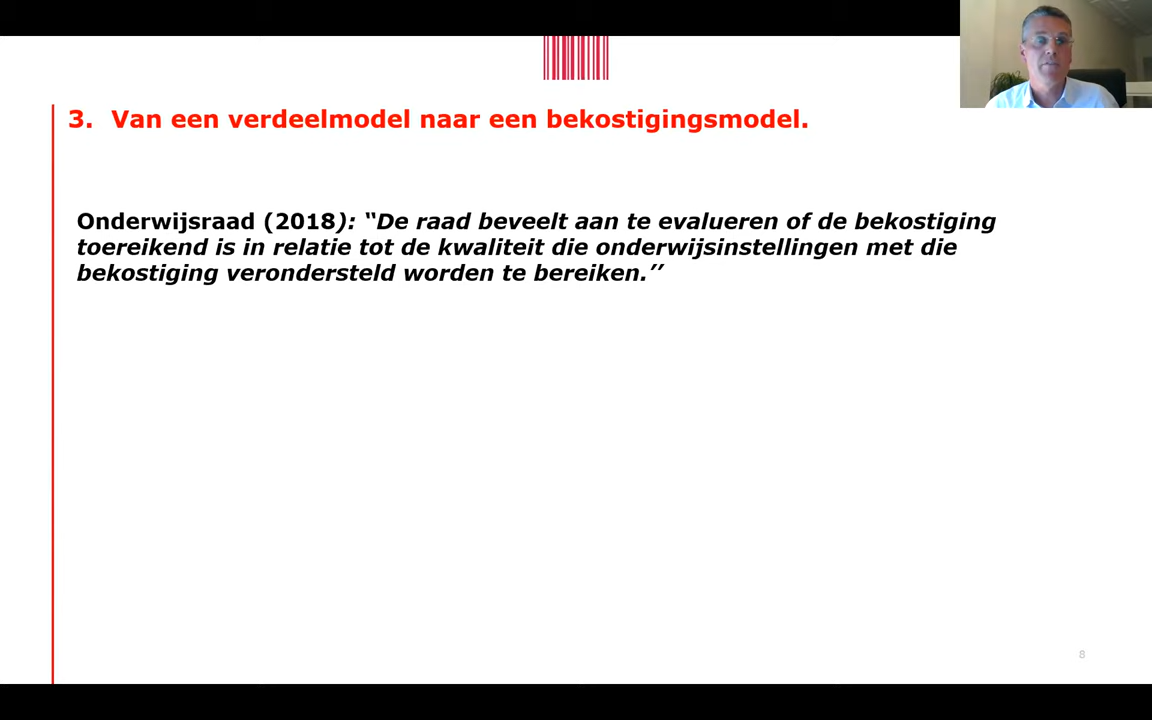 3. Van een verdeelmodel naar een bekostigingsmodel.
Onderwijsraad (2018): “De raad beveelt aan te evalueren of de bekostiging
toereikend is in relatie tot de kwaliteit die onderwijsinstellingen met die
bekostiging verondersteld worden te bereiken.’’
8